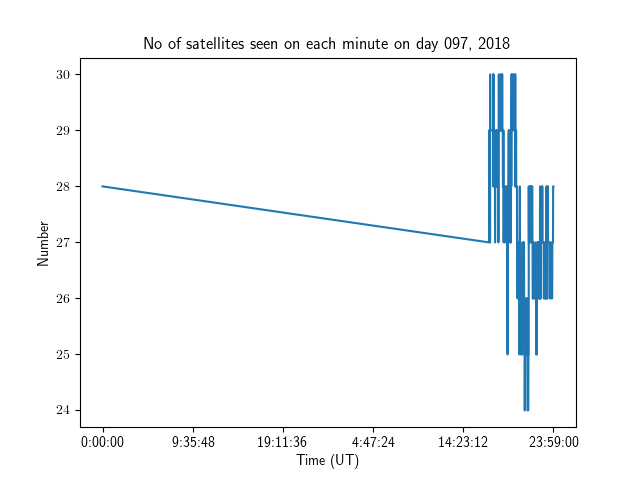 No of satellites seen on each minute on day 097, 2018
30
29
28
27
26
25
24
Number
0:00:00 9:35:48 19:11:36 4:47:24 14:23:12 23:59:00
Time (UT)